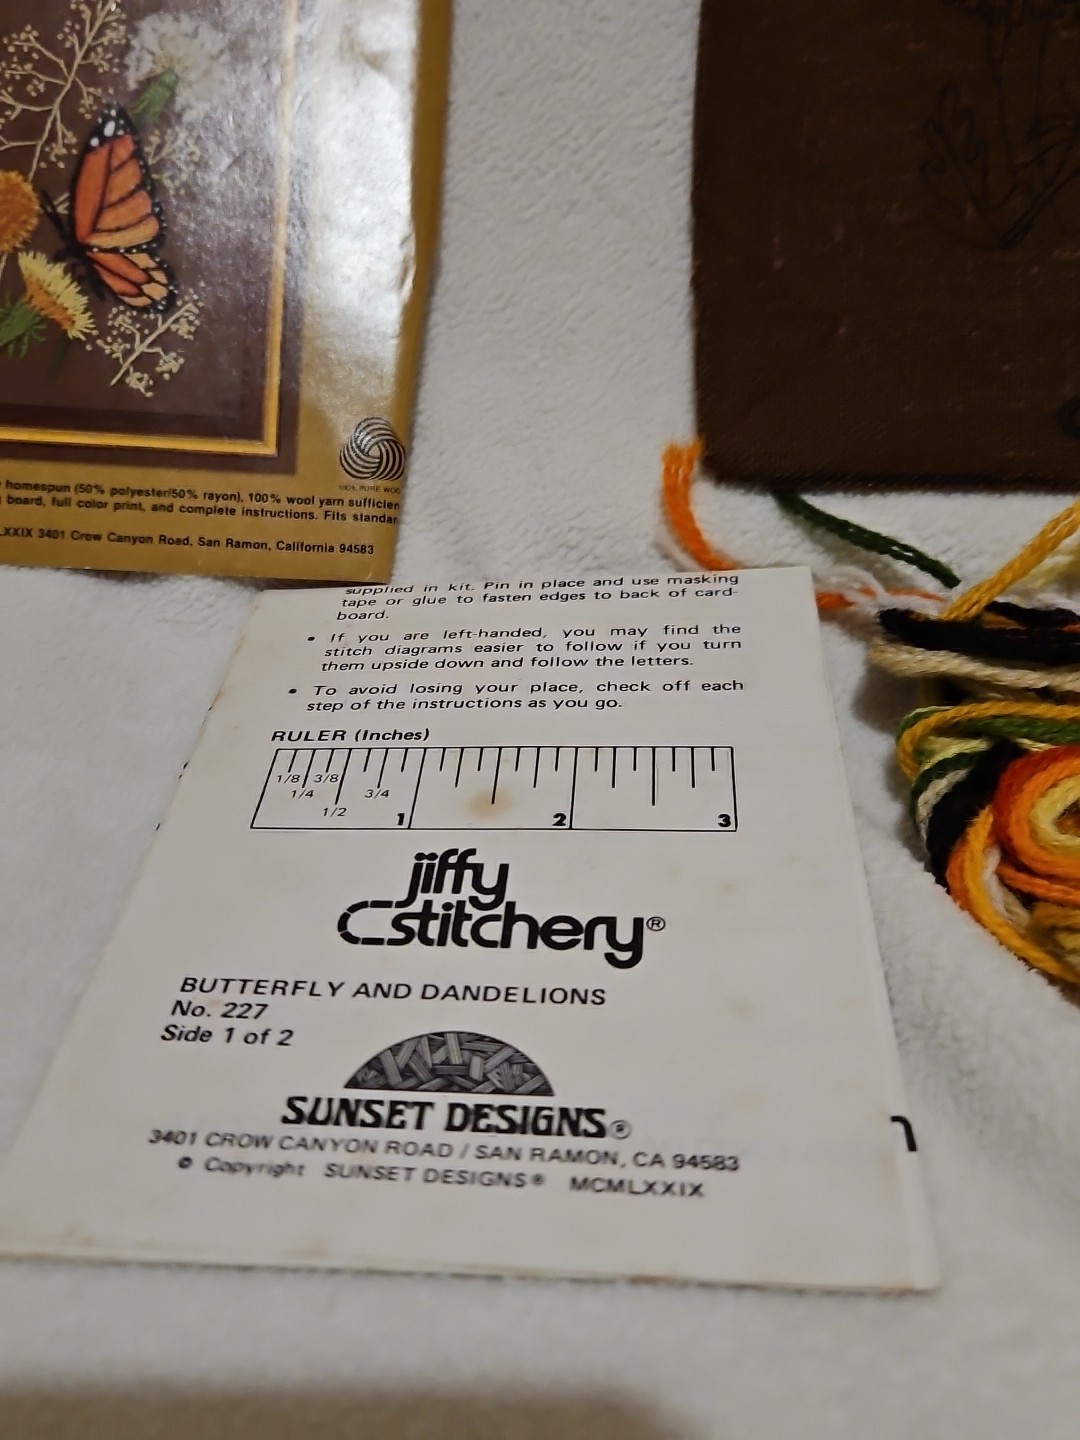 100% PURE WOO
homespun (50% polyester/50% rayon), 100% wool yarn sufficien
board, full color print, and complete instructions. Fits standar
LXXIX 3401 Crow Canyon Road, San Ramon, California 94583
supplied in kit. Pin in place and use masking
tape or glue to fasten edges to back of card-
board.
• If you are left-handed, you may find the
stitch diagrams easier to follow if you turn
them upside down and follow the letters.
• To avoid losing your place, check off each
step of the instructions as you go.
RULER (Inches)
1/8 3/8
1/4 3/4
1/2 1 2 3
jiffy
stitchery®
BUTTERFLY AND DANDELIONS
No. 227
Side 1 of 2
SUNSET DESIGNS®
3401 CROW CANYON ROAD / SAN RAMON, CA 94583
© Copyright SUNSET DESIGNS® MCMLXXIX